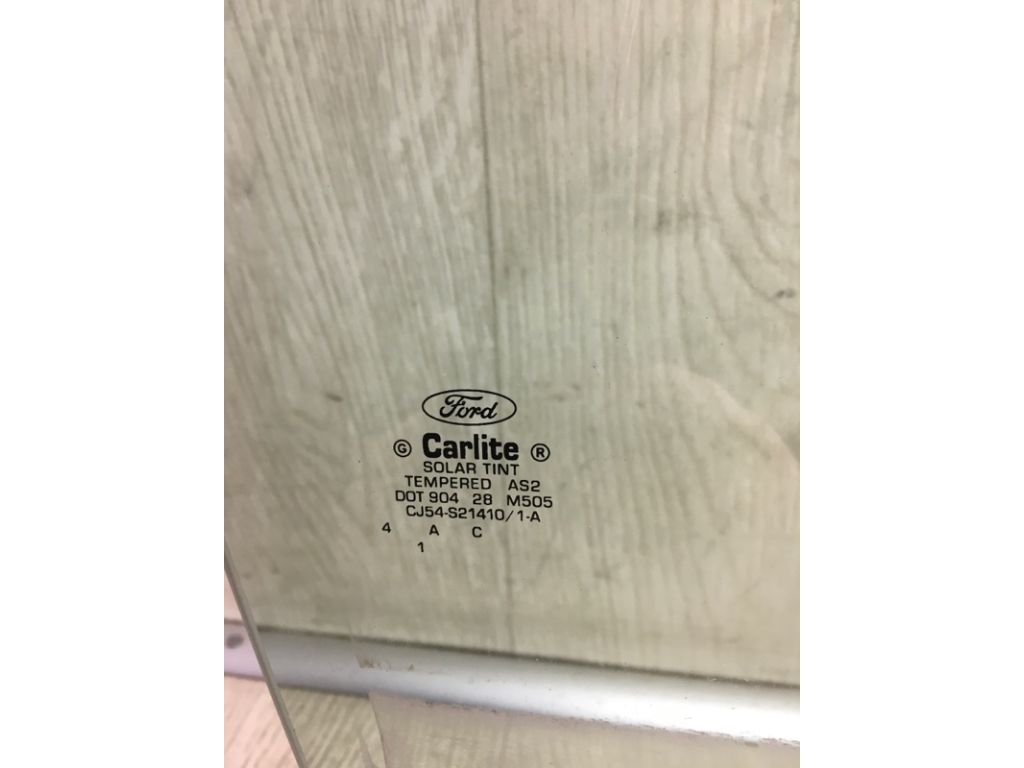 Ford
G Carlite ®
SOLAR TINT
TEMPERED AS2
DOT 904 28 M505
CJ54-S21410/1-A
4 A C
1